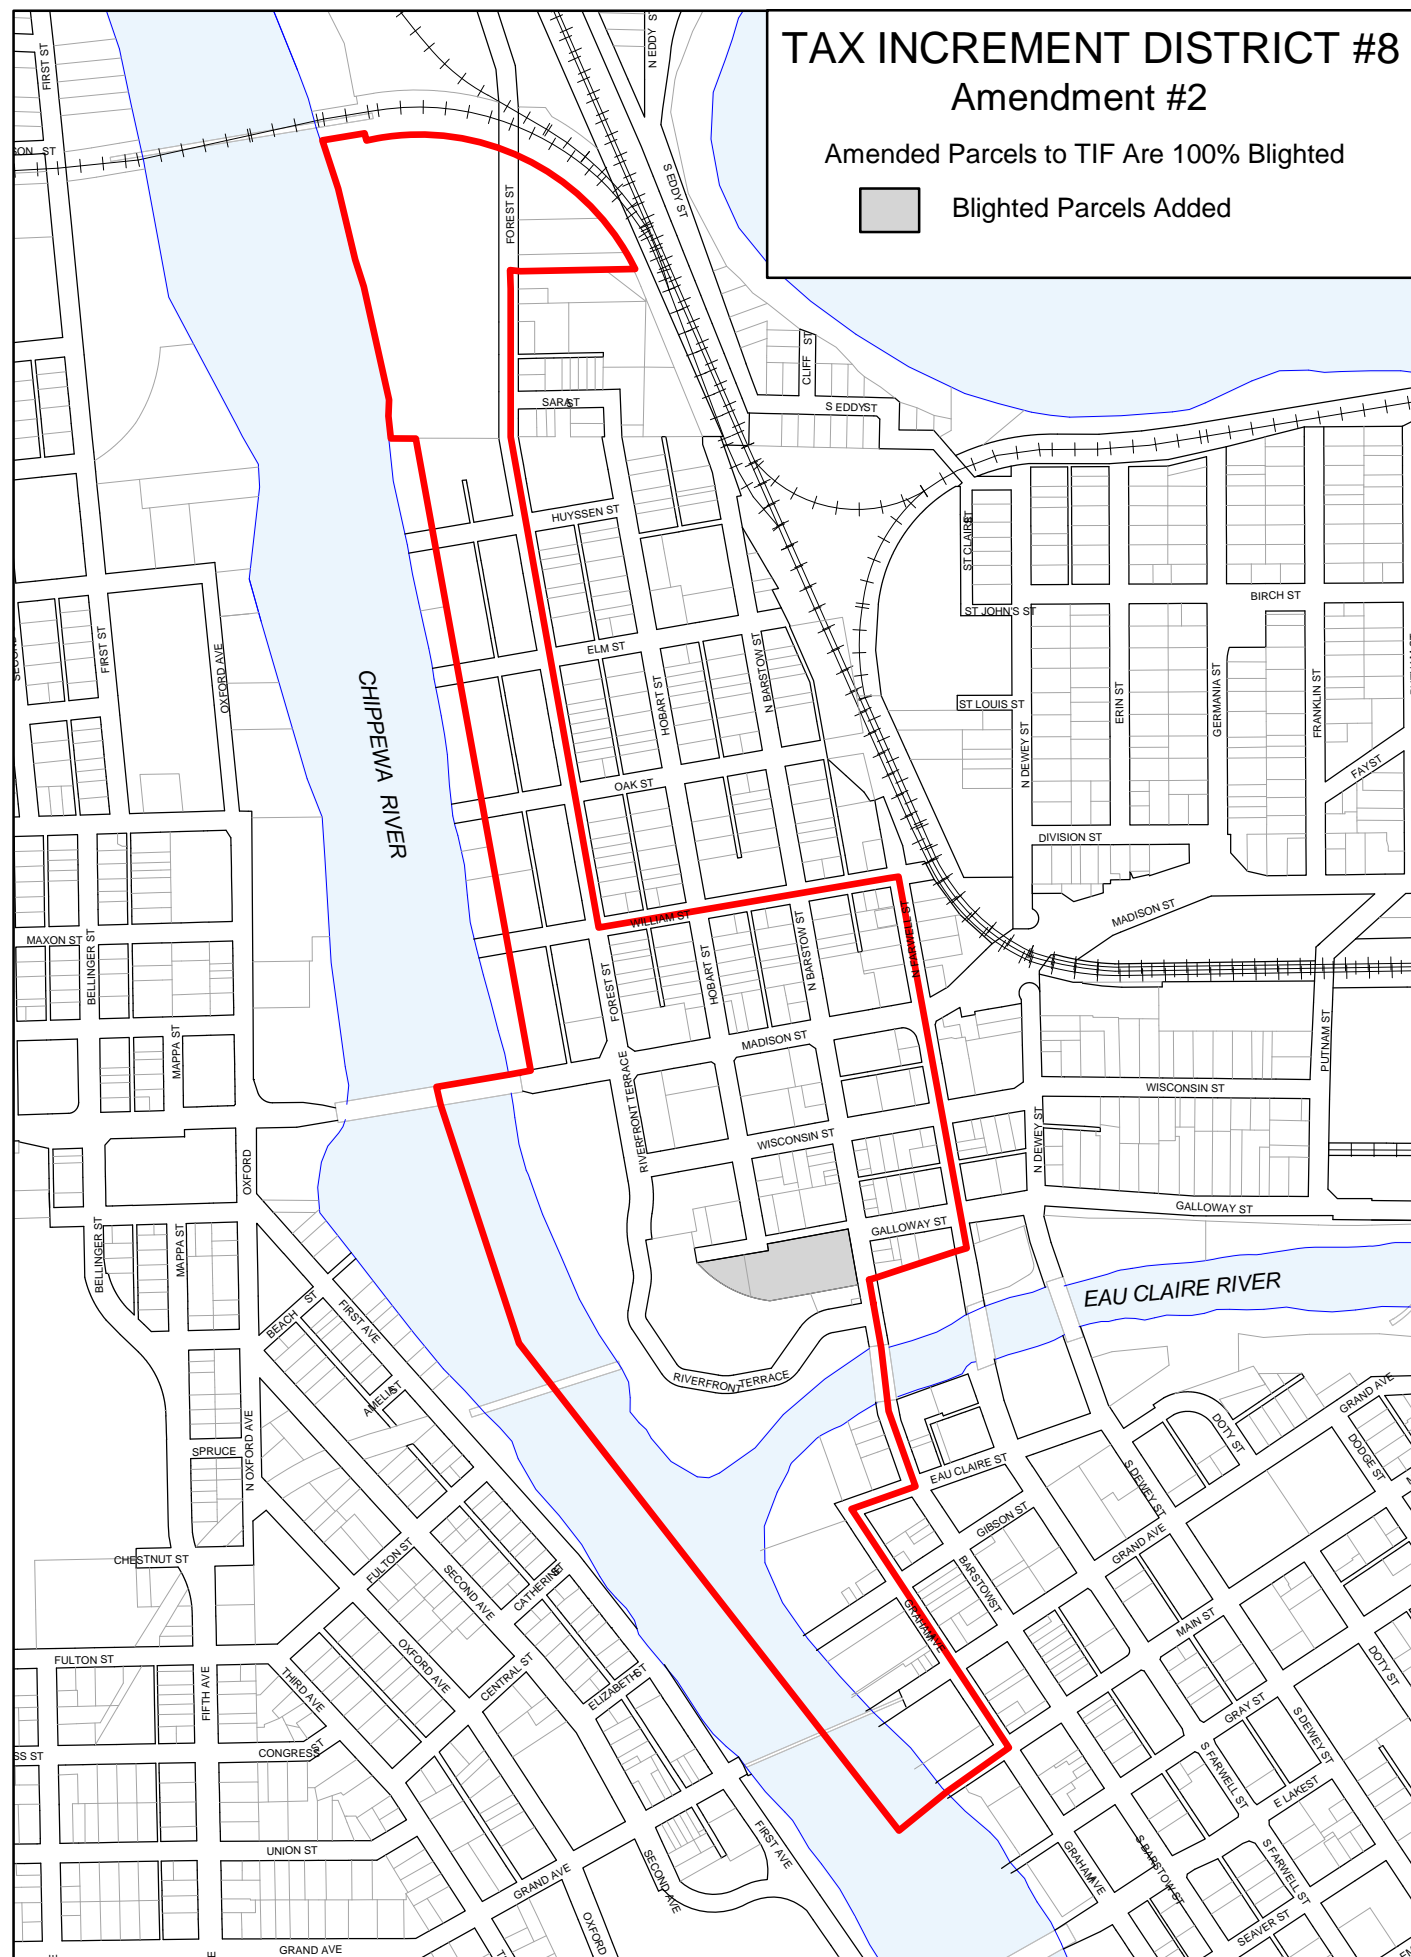 TAX INCREMENT DISTRICT #8
Amendment #2
Amended Parcels to TIF Are 100% Blighted
Blighted Parcels Added
FIRST ST
N EDDY ST
S EDDY ST
FOREST ST
CLIFF ST
S EDDY ST
SARA ST
HUYSSEN ST
ST CLAIRE ST
BIRCH ST
ST JOHN'S ST
FIRST ST
OXFORD AVE
ELM ST
HOBART ST
N BARSTOW ST
ERIN ST
GERMANIA ST
FRANKLIN ST
ST LOUIS ST
N DEWEY ST
CHIPPEWA RIVER
OAK ST
FAY ST
DIVISION ST
MADISON ST
WILLIAM ST
N FARWELL ST
MAXON ST
BELLINGER ST
FOREST ST
HOBART ST
N BARSTOW ST
MADISON ST
MAPPA ST
PUTNAM ST
WISCONSIN ST
RIVERFRONT TERRACE
WISCONSIN ST
N DEWEY ST
OXFORD
GALLOWAY ST
GALLOWAY ST
BELLINGER ST
MAPPA ST
EAU CLAIRE RIVER
BEACH ST
FIRST AVE
RIVERFRONT TERRACE
AMELIA ST
GRAND AVE
DOTY ST
DODGE ST
SPRUCE
N OXFORD AVE
EAU CLAIRE ST
S DEWEY ST
GIBSON ST
GRAND AVE
CHESTNUT ST
FULTON ST
SECOND AVE
CATHERINE ST
BARSTOW ST
GRAHAM AVE
MAIN ST
FULTON ST
FIFTH AVE
THIRD AVE
OXFORD AVE
CENTRAL ST
ELIZABETH ST
DOTY ST
GRAY ST
S DEWEY ST
CONGRESS ST
SS ST
S FARWELL ST
E LAKE ST
UNION ST
FIRST AVE
GRAND AVE
SECOND AVE
GRAHAM AVE
S BARSTOW ST
S FARWELL ST
OXFORD
SEAVER ST
GRAND AVE